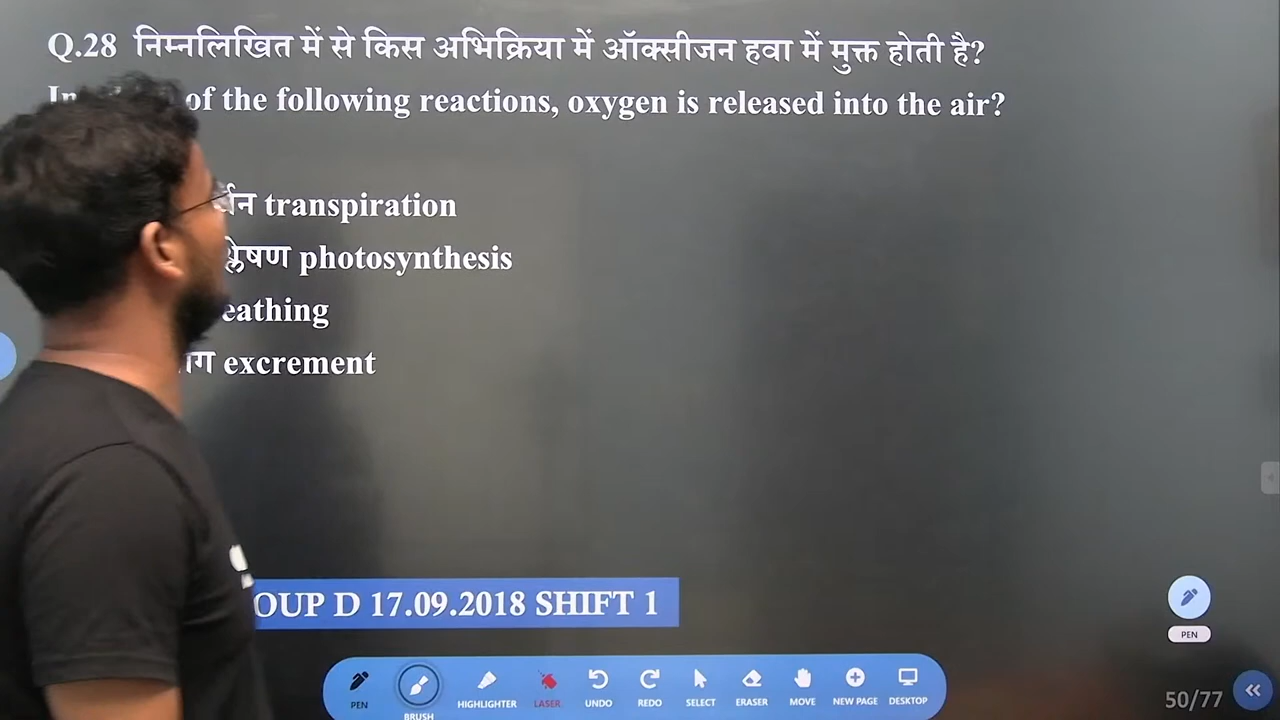 Q.28 निम्नलिखित में से किस अभिक्रिया में ऑक्सीजन हवा में मुक्त होती है?
of the following reactions, oxygen is released into the air?
transpiration
photosynthesis
excrement
D 17.09.2018 SHIFT 1
PEN
PEN
BRUSH
HIGHLIGHTER
LASER
UNDO
REDO
SELECT
ERASER
MOVE
NEW PAGE
DESKTOP
50/77